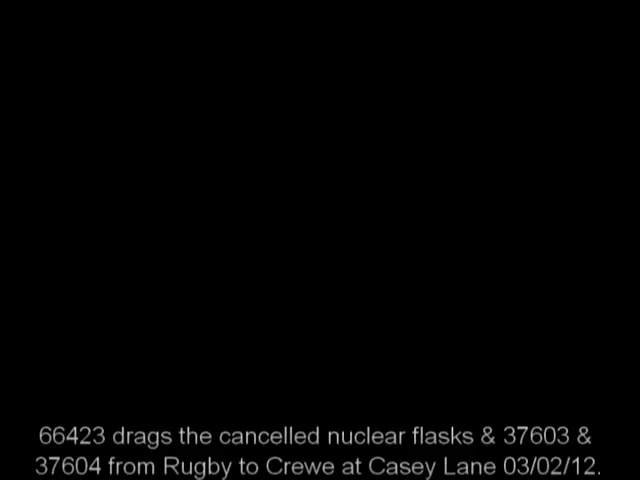 66423 drags the cancelled nuclear flasks & 37603 &
37604 from Rugby to Crewe at Casey Lane 03/02/12.